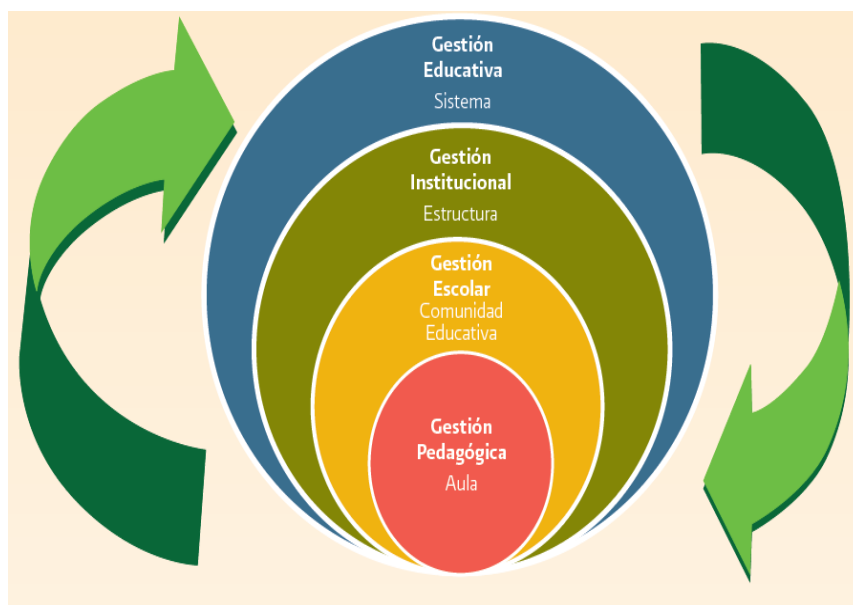 Gestión
Educativa
Sistema
Gestión
Institucional
Estructura
Gestión
Escolar
Comunidad
Educativa
Gestión
Pedagógica
Aula